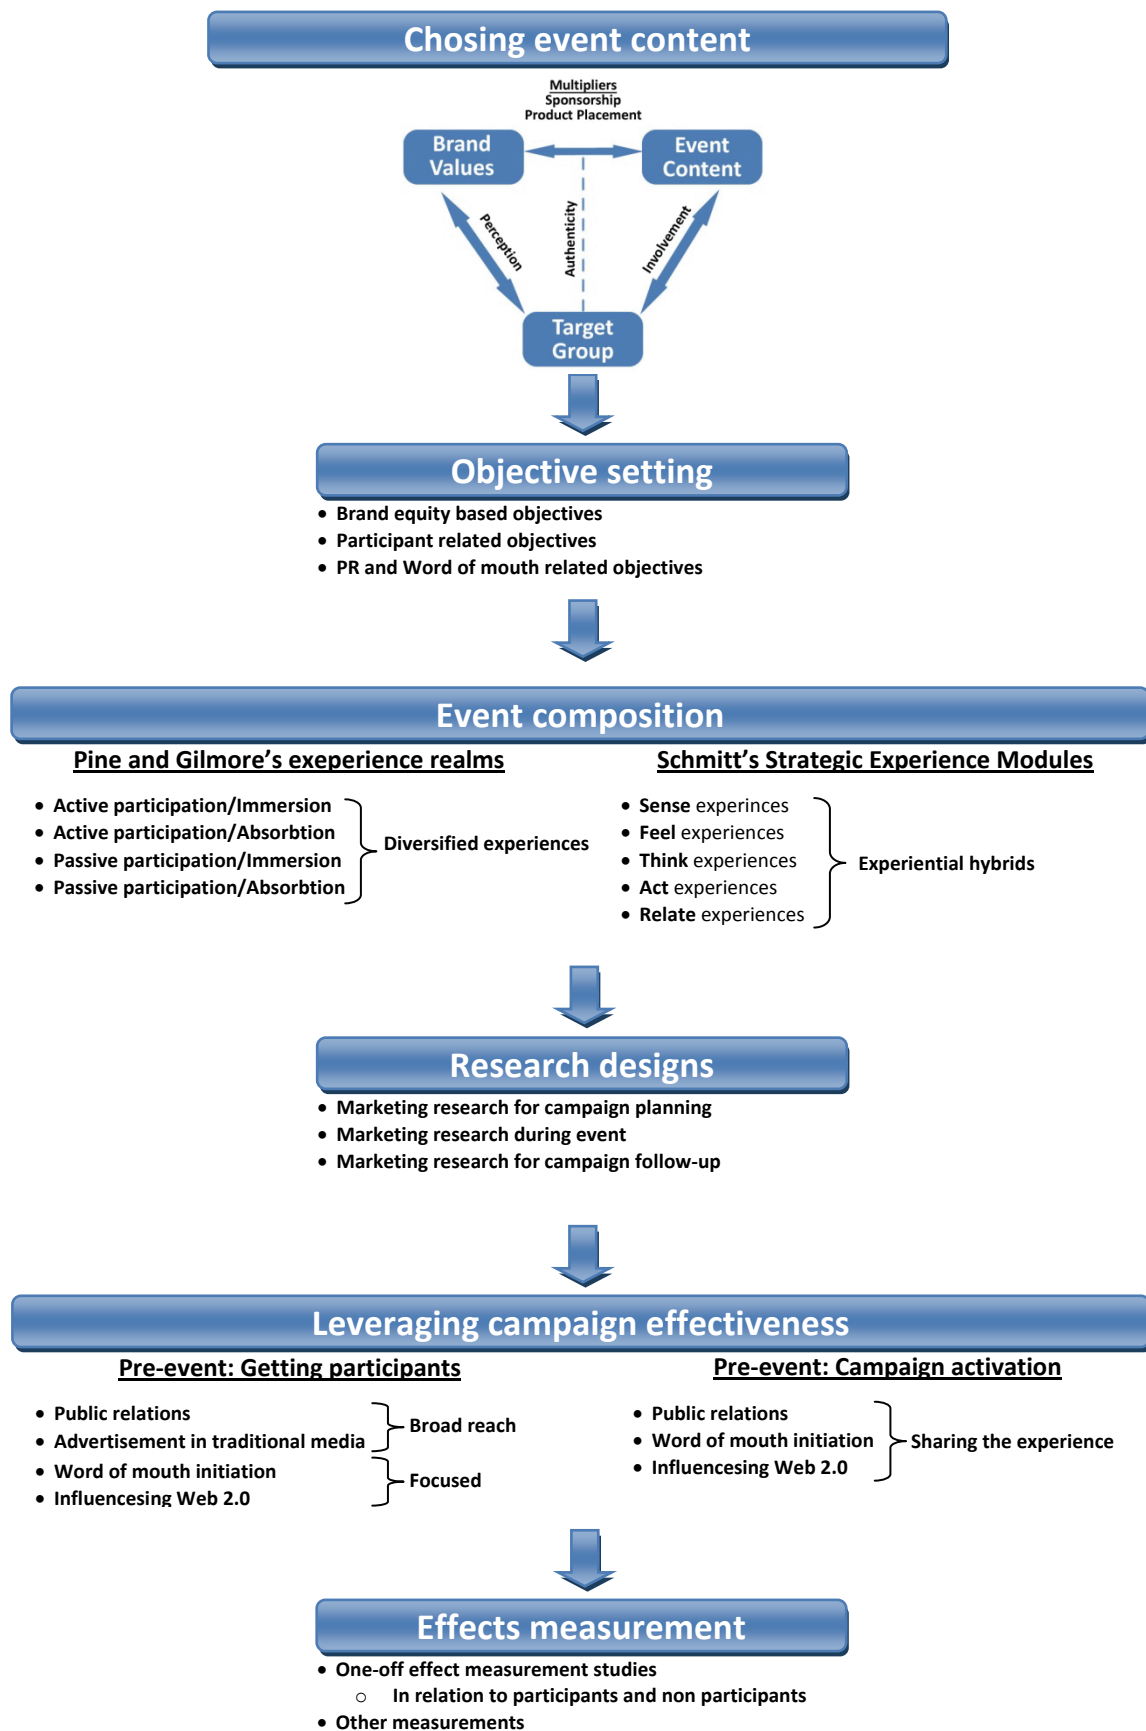 Chosing event content
Multipliers
Sponsorship
Product Placement
Brand
Values
Event
Content
Perception
Authenticity
Involvement
Target
Group
Objective setting
• Brand equity based objectives
• Participant related objectives
• PR and Word of mouth related objectives
Event composition
Pine and Gilmore’s exeperience realms
• Active participation/Immersion
• Active participation/Absorbtion
• Passive participation/Immersion
• Passive participation/Absorbtion
Diversified experiences
Schmitt’s Strategic Experience Modules
• Sense experinces
• Feel experiences
• Think experiences
• Act experiences
• Relate experiences
Experiential hybrids
Research designs
• Marketing research for campaign planning
• Marketing research during event
• Marketing research for campaign follow-up
Leveraging campaign effectiveness
Pre-event: Getting participants
• Public relations
• Advertisement in traditional media
Broad reach
• Word of mouth initiation
• Influencesing Web 2.0
Focused
Pre-event: Campaign activation
• Public relations
• Word of mouth initiation
• Influencesing Web 2.0
Sharing the experience
Effects measurement
• One-off effect measurement studies
o In relation to participants and non participants
• Other measurements